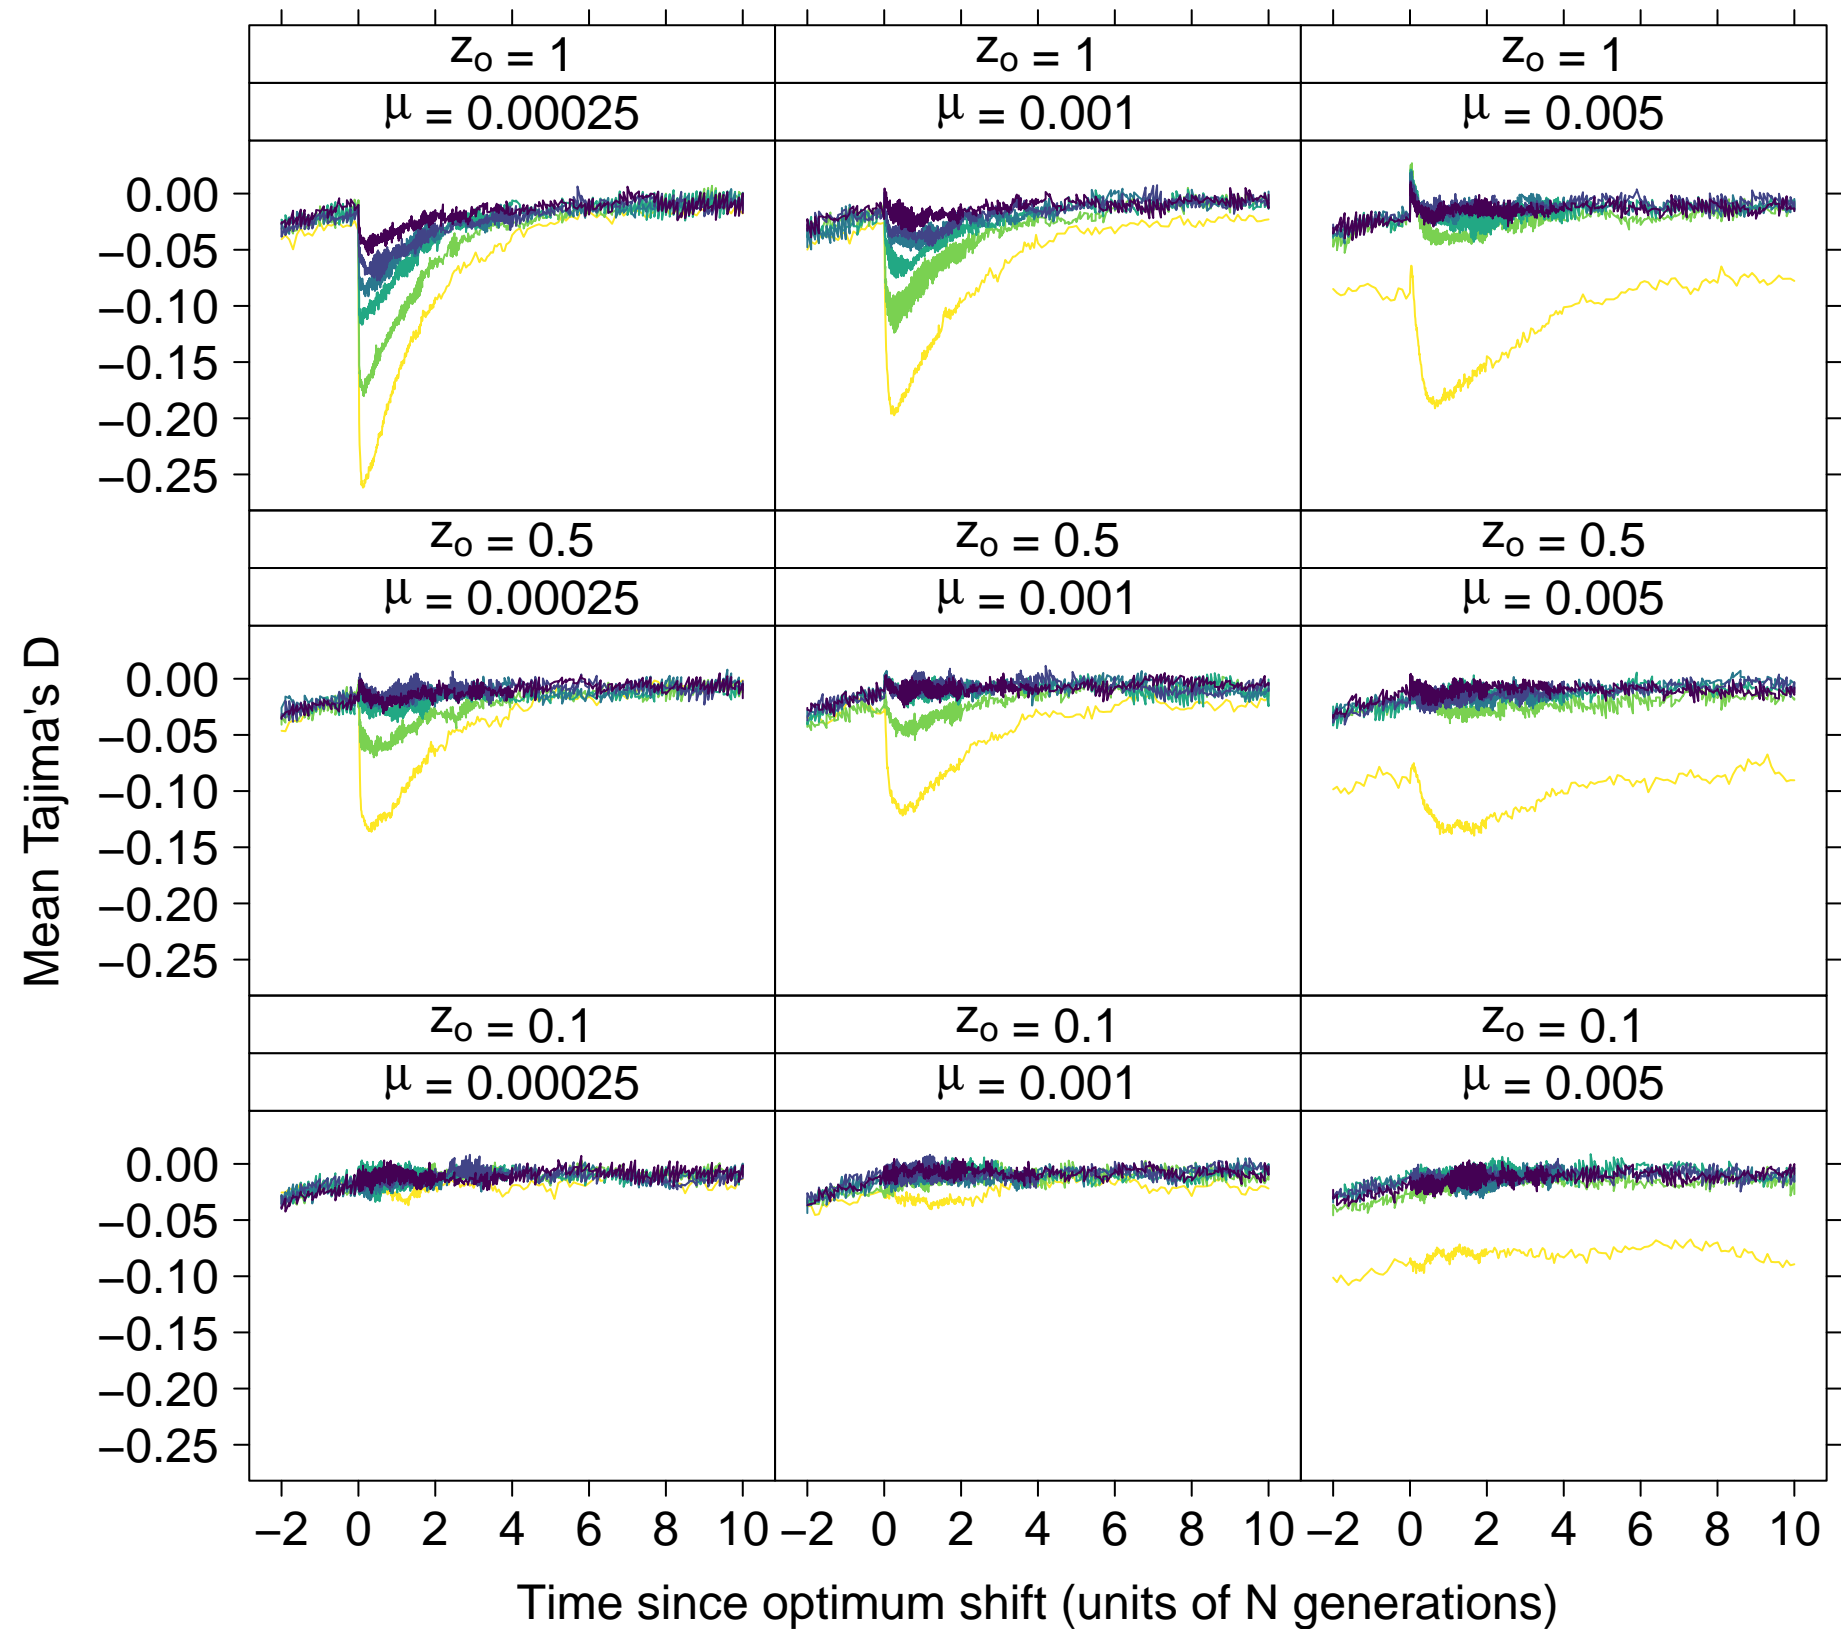 z₀ = 1 z₀ = 1 z₀ = 1
μ = 0.00025 μ = 0.001 μ = 0.005
0.00
−0.05
−0.10
−0.15
−0.20
−0.25
z₀ = 0.5 z₀ = 0.5 z₀ = 0.5
μ = 0.00025 μ = 0.001 μ = 0.005
0.00
−0.05
−0.10
−0.15
−0.20
−0.25
Mean Tajima's D
z₀ = 0.1 z₀ = 0.1 z₀ = 0.1
μ = 0.00025 μ = 0.001 μ = 0.005
0.00
−0.05
−0.10
−0.15
−0.20
−0.25
−2 0 2 4 6 8 10 −2 0 2 4 6 8 10 −2 0 2 4 6 8 10
Time since optimum shift (units of N generations)